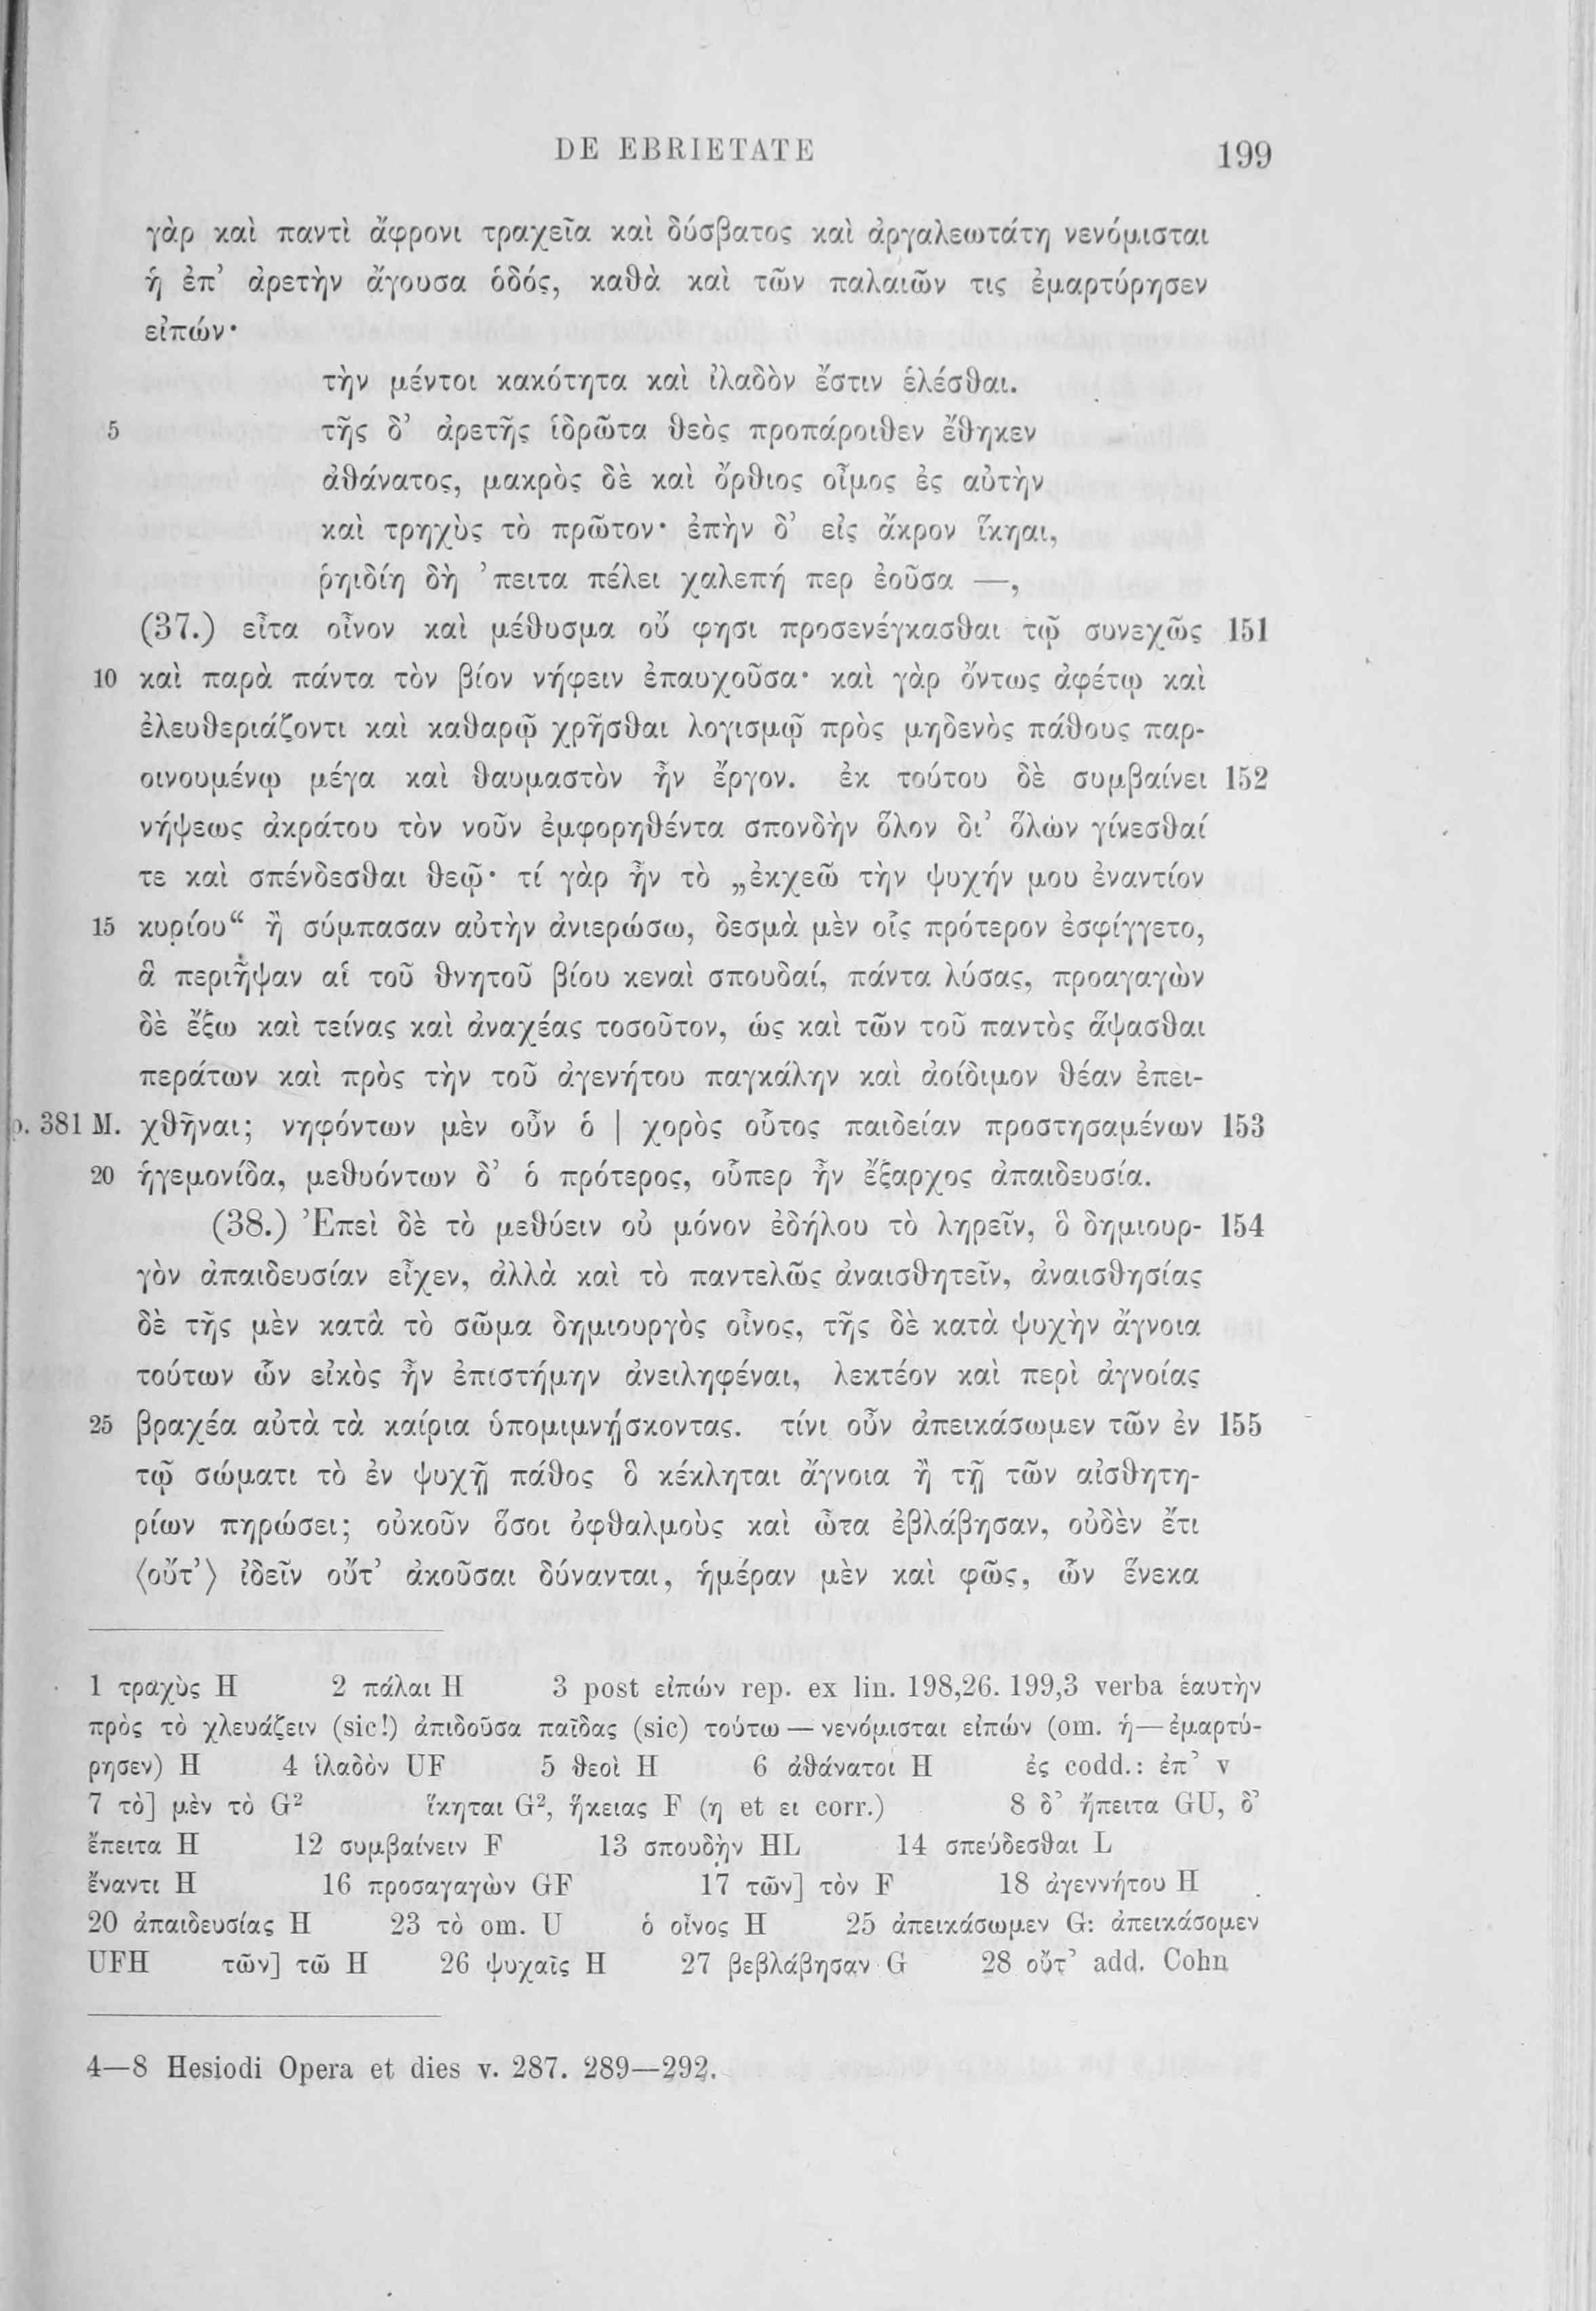 DE EBRIETATE 199
γὰρ καὶ παντὶ ἄφρονι τραχεῖα καὶ δύσβατος καὶ ἀργαλεωτάτη νενόμισται
ἡ ἐπ’ ἀρετὴν ἄγουσα ὁδός, καθὰ καὶ τῶν παλαιῶν τις ἐμαρτύρησεν
εἰπών·
τὴν μέντοι κακότητα καὶ ἰλαδὸν ἔστιν ἑλέσθαι.
5 τῆς δ’ ἀρετῆς ἱδρῶτα θεὸς προπάροιθεν ἔθηκεν
ἀθάνατος, μακρὸς δὲ καὶ ὄρθιος οἶμος ἐς αὐτὴν
καὶ τρηχὺς τὸ πρῶτον· ἐπὴν δ’ εἰς ἄκρον ἵκηαι,
ῥηιδίη δὴ ’πειτα πέλει χαλεπή περ ἐοῦσα —,
(37.) εἶτα οἶνον καὶ μέθυσμα οὔ φησι προσενέγκασθαι τῷ συνεχῶς 151
10 καὶ παρὰ πάντα τὸν βίον νήφειν ἐπαυχοῦσα· καὶ γὰρ ὄντως ἀφέτῳ καὶ
ἐλευθεριάζοντι καὶ καθαρῷ χρῆσθαι λογισμῷ πρὸς μηδενὸς πάθους παρ-
οινουμένῳ μέγα καὶ θαυμαστὸν ἦν ἔργον. ἐκ τούτου δὲ συμβαίνει 152
νήψεως ἀκράτου τὸν νοῦν ἐμφορηθέντα σπονδὴν ὅλον δι’ ὅλων γίνεσθαί
τε καὶ σπένδεσθαι θεῷ· τί γὰρ ἦν τὸ „ἐκχεῶ τὴν ψυχήν μου ἐναντίον
15 κυρίου“ ἢ σύμπασαν αὐτὴν ἀνιερώσω, δεσμὰ μὲν οἷς πρότερον ἐσφίγγετο,
ἃ περιῆψαν αἱ τοῦ θνητοῦ βίου κεναὶ σπουδαί, πάντα λύσας, προαγαγὼν
δὲ ἔξω καὶ τείνας καὶ ἀναχέας τοσοῦτον, ὡς καὶ τῶν τοῦ παντὸς ἅψασθαι
περάτων καὶ πρὸς τὴν τοῦ ἀγενήτου παγκάλην καὶ ἀοίδιμον θέαν ἐπει-
p. 381 M. χθῆναι; νηφόντων μὲν οὖν ὁ | χορὸς οὗτος παιδείαν προστησαμένων 153
20 ἡγεμονίδα, μεθυόντων δ’ ὁ πρότερος, οὗπερ ἦν ἔξαρχος ἀπαιδευσία.
(38.) Ἐπεὶ δὲ τὸ μεθύειν οὐ μόνον ἐδήλου τὸ ληρεῖν, ὃ δημιουρ- 154
γὸν ἀπαιδευσίαν εἶχεν, ἀλλὰ καὶ τὸ παντελῶς ἀναισθητεῖν, ἀναισθησίας
δὲ τῆς μὲν κατὰ τὸ σῶμα δημιουργὸς οἶνος, τῆς δὲ κατὰ ψυχὴν ἄγνοια
τούτων ὧν εἰκὸς ἦν ἐπιστήμην ἀνειληφέναι, λεκτέον καὶ περὶ ἀγνοίας
25 βραχέα αὐτὰ τὰ καίρια ὑπομιμνῄσκοντας. τίνι οὖν ἀπεικάσωμεν τῶν ἐν 155
τῷ σώματι τὸ ἐν ψυχῇ πάθος ὃ κέκληται ἄγνοια ἢ τῇ τῶν αἰσθητη-
ρίων πηρώσει; οὐκοῦν ὅσοι ὀφθαλμοὺς καὶ ὦτα ἐβλάβησαν, οὐδὲν ἔτι
⟨οὔτ’⟩ ἰδεῖν οὔτ’ ἀκοῦσαι δύνανται, ἡμέραν μὲν καὶ φῶς, ὧν ἕνεκα
1 τραχὺς H 2 πάλαι H 3 post εἰπών rep. ex lin. 198,26. 199,3 verba ἑαυτὴν
πρὸς τὸ χλευάζειν (sic!) ἀπιδοῦσα παῖδας (sic) τούτω — νενόμισται εἰπών (om. ἡ—ἐμαρτύ-
ρησεν) H 4 ἱλαδὸν UF 5 θεοὶ H 6 ἀθάνατοι H ἐς codd.: ἐπ’ v
7 τὸ] μὲν τὸ G² ἵκηται G², ἥκειας F (η et ει corr.) 8 δ’ ἤπειτα GU, δ’
ἔπειτα H 12 συμβαίνειν F 13 σπουδὴν HL 14 σπεύδεσθαι L
ἔναντι H 16 προσαγαγὼν GF 17 τῶν] τὸν F 18 ἀγεννήτου H
20 ἀπαιδευσίας H 23 τὸ om. U ὁ οἶνος H 25 ἀπεικάσωμεν G: ἀπεικάσομεν
UFH τῶν] τῶ H 26 ψυχαῖς H 27 βεβλάβησαν G 28 οὔτ’ add. Cohn
4—8 Hesiodi Opera et dies v. 287. 289—292.